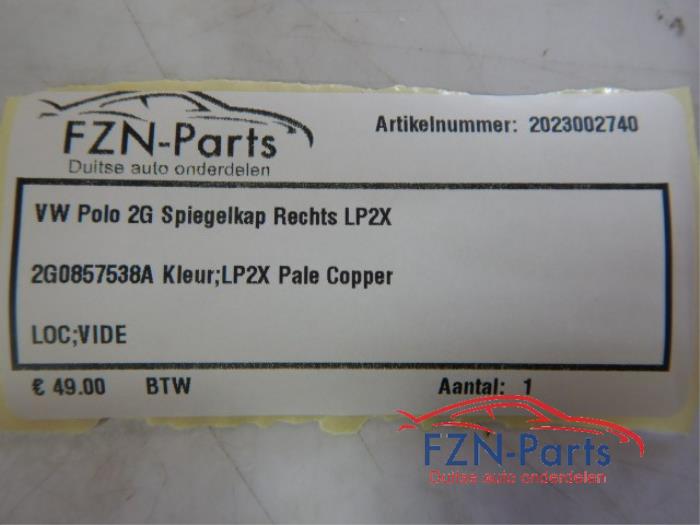 FZN-Parts
Duitse auto onderdelen
Artikelnummer: 2023002740
VW Polo 2G Spiegelkap Rechts LP2X
2G0857538A Kleur;LP2X Pale Copper
LOC;VIDE
€ 49.00 BTW Aantal: 1
FZN-Parts
Duitse auto onderdelen